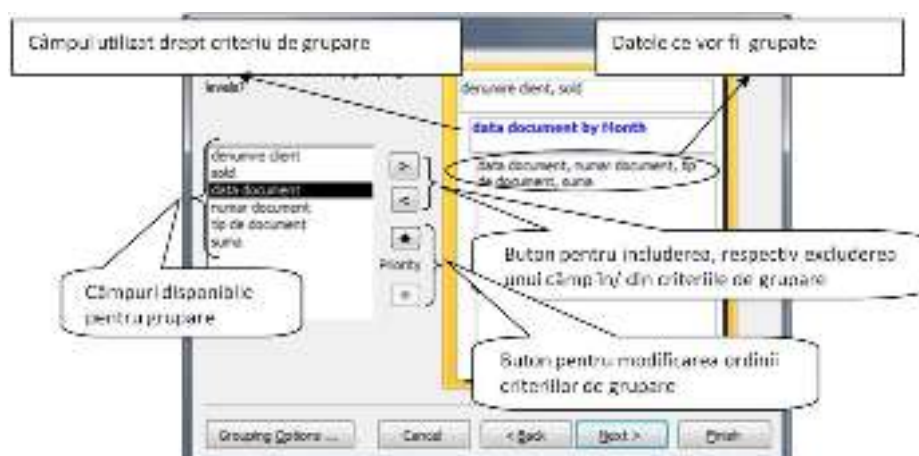 Câmpul utilizat drept criteriu de grupare
Datele ce vor fi grupate
levels?
denumire client, sold
data document by Month
data document, numar document, tip
de document, suma
denumire client
sold
data document
numar document
tip de document
suma
>
<
Priority
Buton pentru includerea, respectiv excluderea
unui câmp în/ din criteriile de grupare
Câmpuri disponibile
pentru grupare
Buton pentru modificarea ordinii
criteriilor de grupare
Grouping Options ...
Cancel
< Back
Next >
Finish